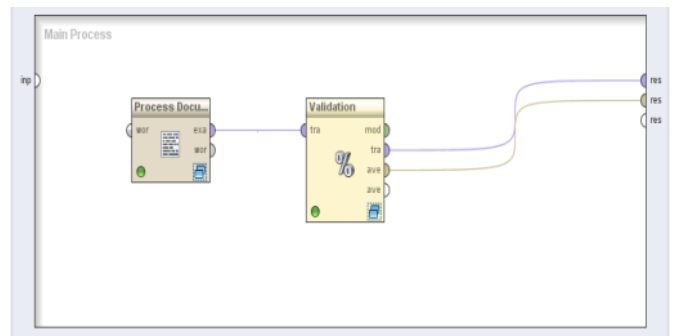 Main Process
inp
Process Docu...
wor
exa
wor
Validation
tra
mod
tra
ave
ave
%
res
res
res